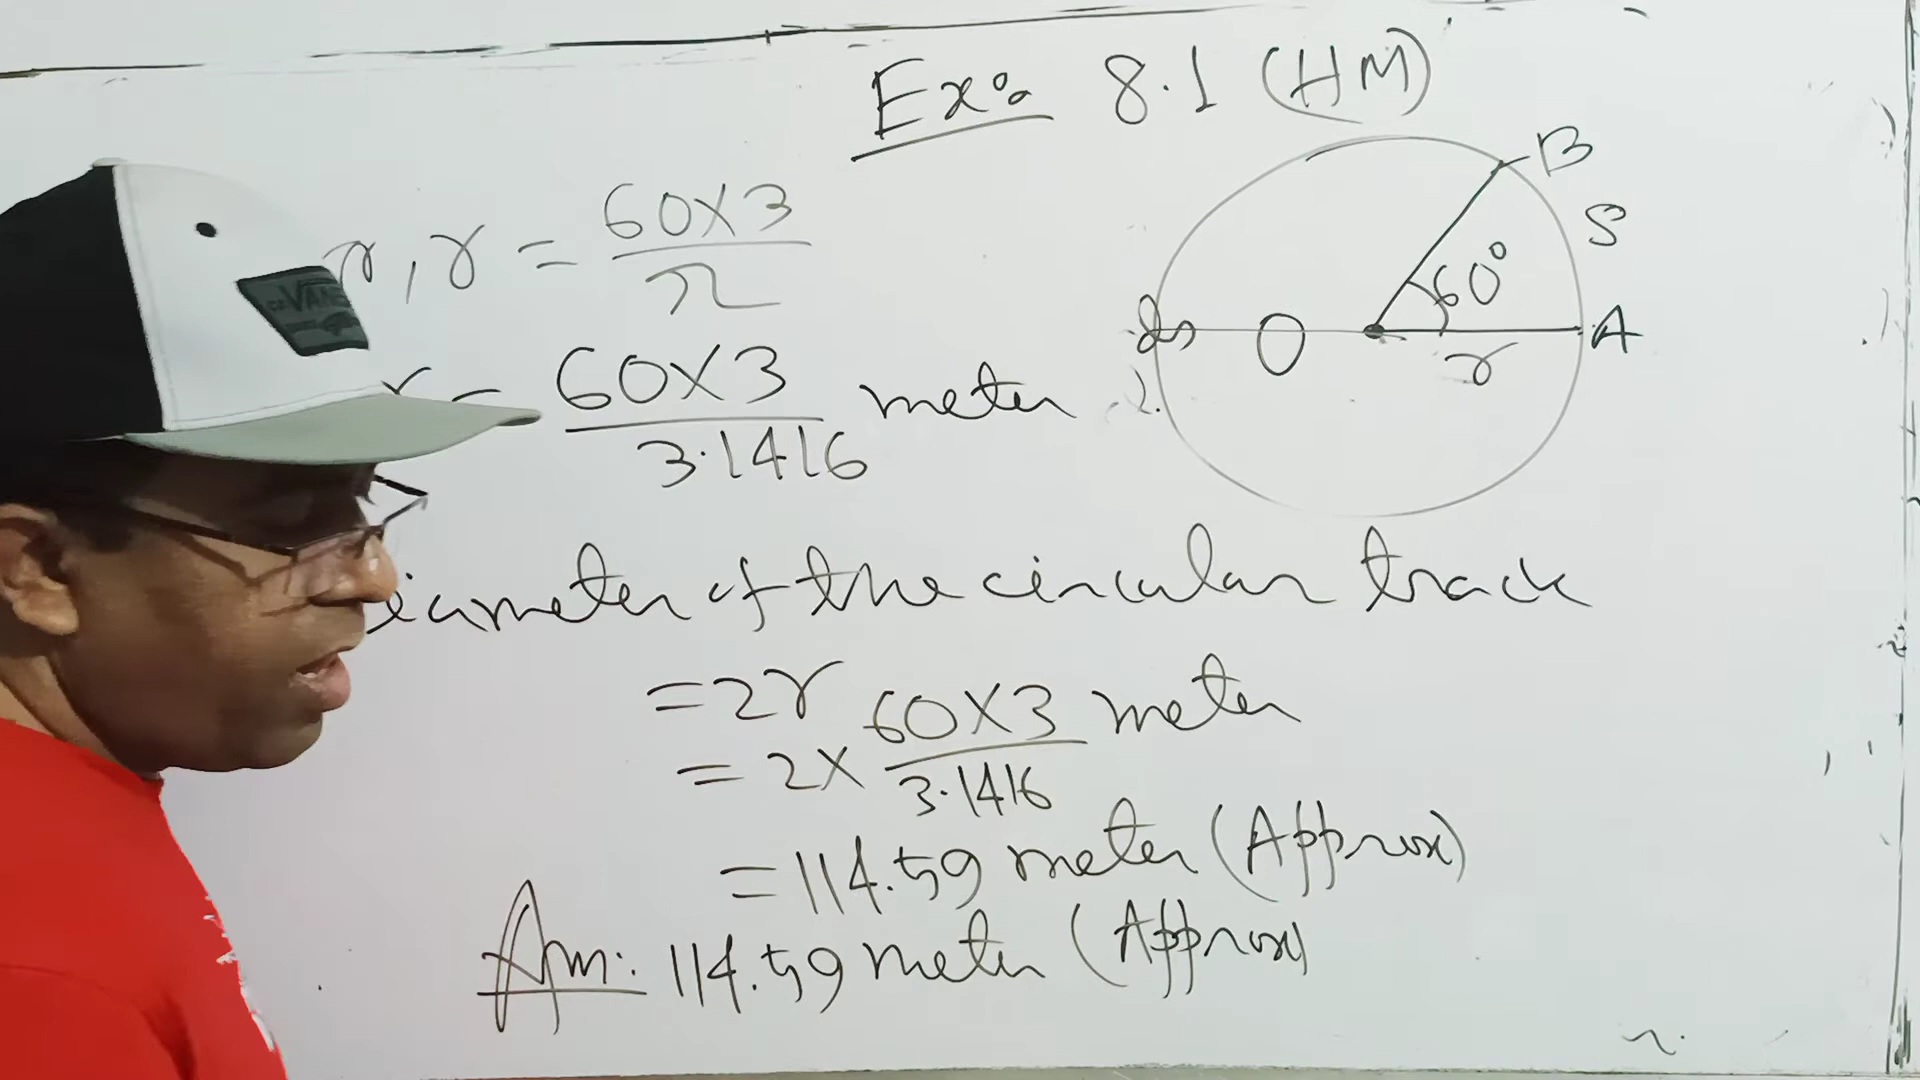 Ex: 8.1 (HM)
r, r = 60×3/π
B
S
60°
O
r
A
r = 60×3/3.1416 meter
iameter of the circular track
= 2r
= 2× 60×3/3.1416 meter
= 114.59 meter (Approx)
Ans: 114.59 meter (Approx)
VANS